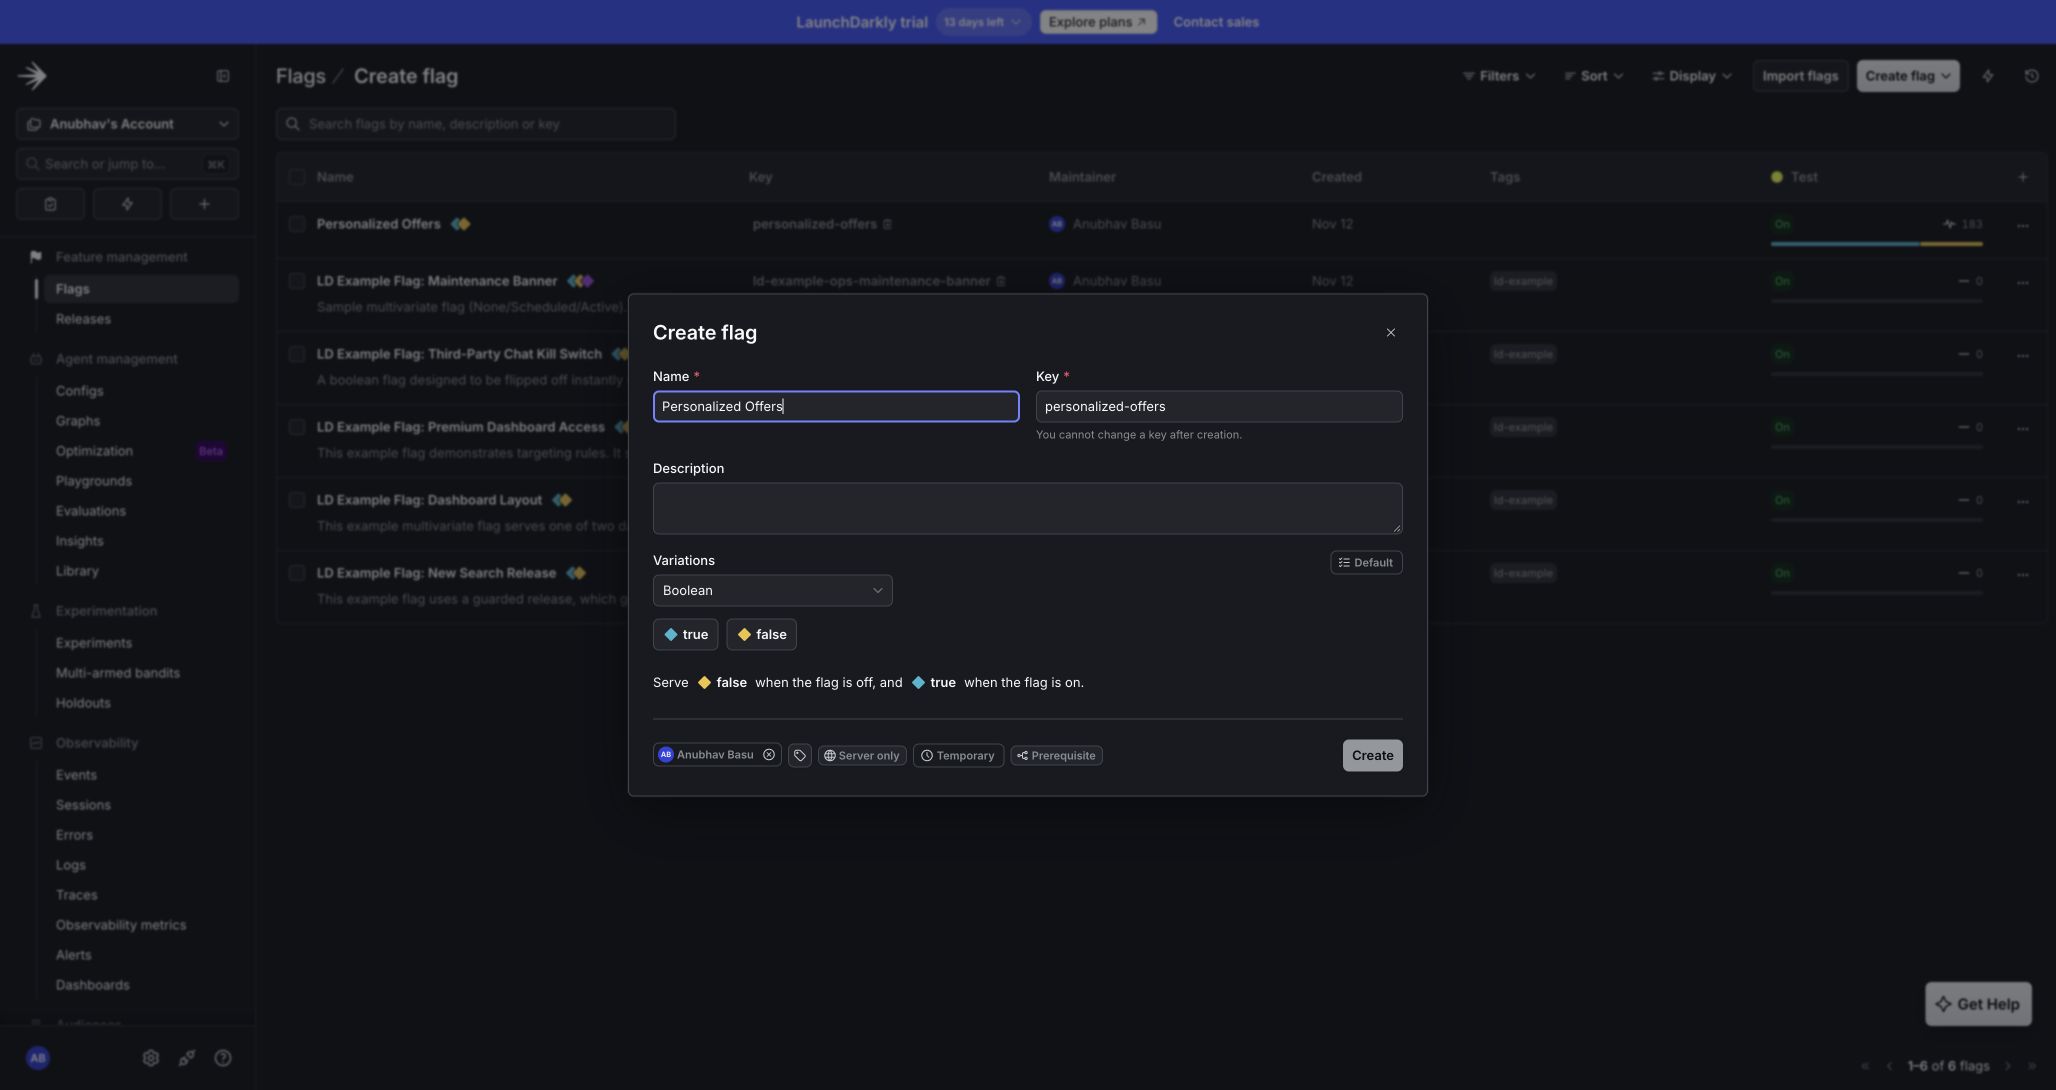 LaunchDarkly trial 13 days left Explore plans Contact sales
Flags / Create flag
Filters Sort Display Import flags Create flag
Anubhav's Account
Search flags by name, description or key
Search or jump to... ⌘K
Name Key Maintainer Created Tags Test
Personalized Offers personalized-offers AB Anubhav Basu Nov 12 On 183
Feature management
LD Example Flag: Maintenance Banner ld-example-ops-maintenance-banner AB Anubhav Basu Nov 12 ld-example On 0
Flags
Sample multivariate flag (None/Scheduled/Active).
Releases
LD Example Flag: Third-Party Chat Kill Switch ld-example On 0
Agent management
A boolean flag designed to be flipped off instantly
Configs
Graphs
LD Example Flag: Premium Dashboard Access ld-example On 0
Optimization Beta
This example flag demonstrates targeting rules. It
Playgrounds
LD Example Flag: Dashboard Layout ld-example On 0
Evaluations
This example multivariate flag serves one of two
Insights
Library
LD Example Flag: New Search Release ld-example On 0
This example flag uses a guarded release, which
Experimentation
Experiments
Multi-armed bandits
Holdouts
Observability
Events
Sessions
Errors
Logs
Traces
Observability metrics
Alerts
Dashboards
AB
Create flag
Name * Key *
Personalized Offers personalized-offers
You cannot change a key after creation.
Description
Variations Default
Boolean
true false
Serve false when the flag is off, and true when the flag is on.
AB Anubhav Basu Server only Temporary Prerequisite Create
Get Help
1–6 of 6 flags